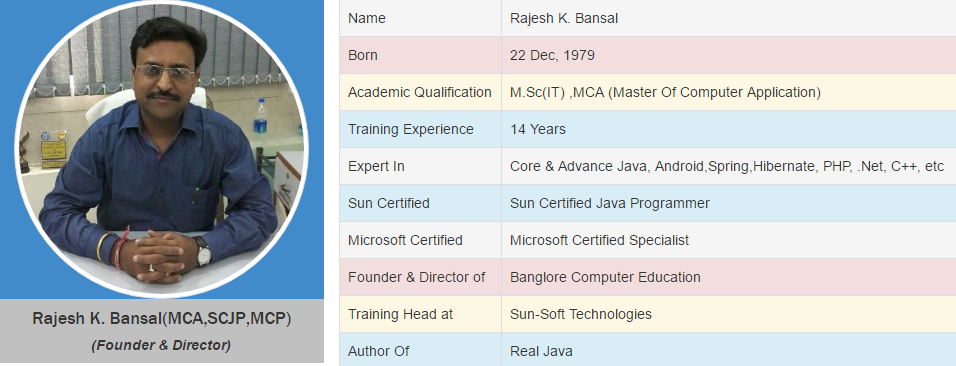 Rajesh K. Bansal(MCA,SCJP,MCP)
(Founder & Director)
Name Rajesh K. Bansal
Born 22 Dec, 1979
Academic Qualification M.Sc(IT) ,MCA (Master Of Computer Application)
Training Experience 14 Years
Expert In Core & Advance Java, Android,Spring,Hibernate, PHP, .Net, C++, etc
Sun Certified Sun Certified Java Programmer
Microsoft Certified Microsoft Certified Specialist
Founder & Director of Banglore Computer Education
Training Head at Sun-Soft Technologies
Author Of Real Java